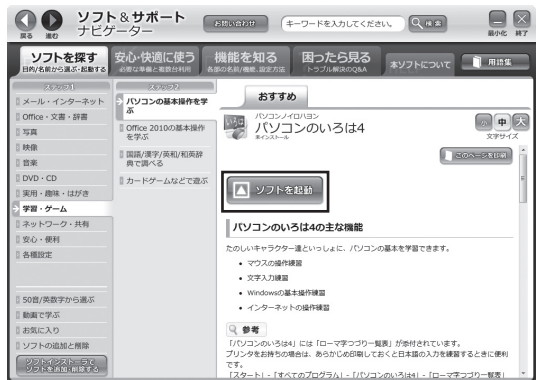 戻る
進む
ソフト&サポート
ナビゲーター
お問い合わせ
キーワードを入力してください。
検索
最小化
終了
ソフトを探す
目的/名前から選ぶ・起動する
安心・快適に使う
必要な準備と複数台利用
機能を知る
各部の名前/機能、設定方法
困ったら見る
トラブル解決のQ&A
本ソフトについて
用語集
ステップ1
メール・インターネット
Office・文書・辞書
写真
映像
音楽
DVD・CD
実用・趣味・はがき
学習・ゲーム
ネットワーク・共有
安心・便利
各種設定
50音/英数字から選ぶ
動画で学ぶ
お気に入り
ソフトの追加と削除
ソフトインストーラで
ソフトを追加・削除する
ステップ2
パソコンの基本操作を学
ぶ
Office 2010の基本操作
を学ぶ
国語/漢字/英和/和英辞
典で調べる
カードゲームなどで遊ぶ
おすすめ
いろは
パソコンノイロハヨン
パソコンのいろは4
未インストール
小 中 大
文字サイズ
このページを印刷
ソフトを起動
パソコンのいろは4の主な機能
たのしいキャラクター達といっしょに、パソコンの基本を学習できます。
• マウスの操作練習
• 文字入力練習
• Windowsの基本操作練習
• インターネットの操作練習
参考
「パソコンのいろは4」には「ローマ字つづり一覧表」が添付されています。
プリンタをお持ちの場合は、あらかじめ印刷しておくと日本語の入力を練習するときに便利
です。
「スタート」-「すべてのプログラム」-「パソコンのいろは4」-「ローマ字つづり一覧表」